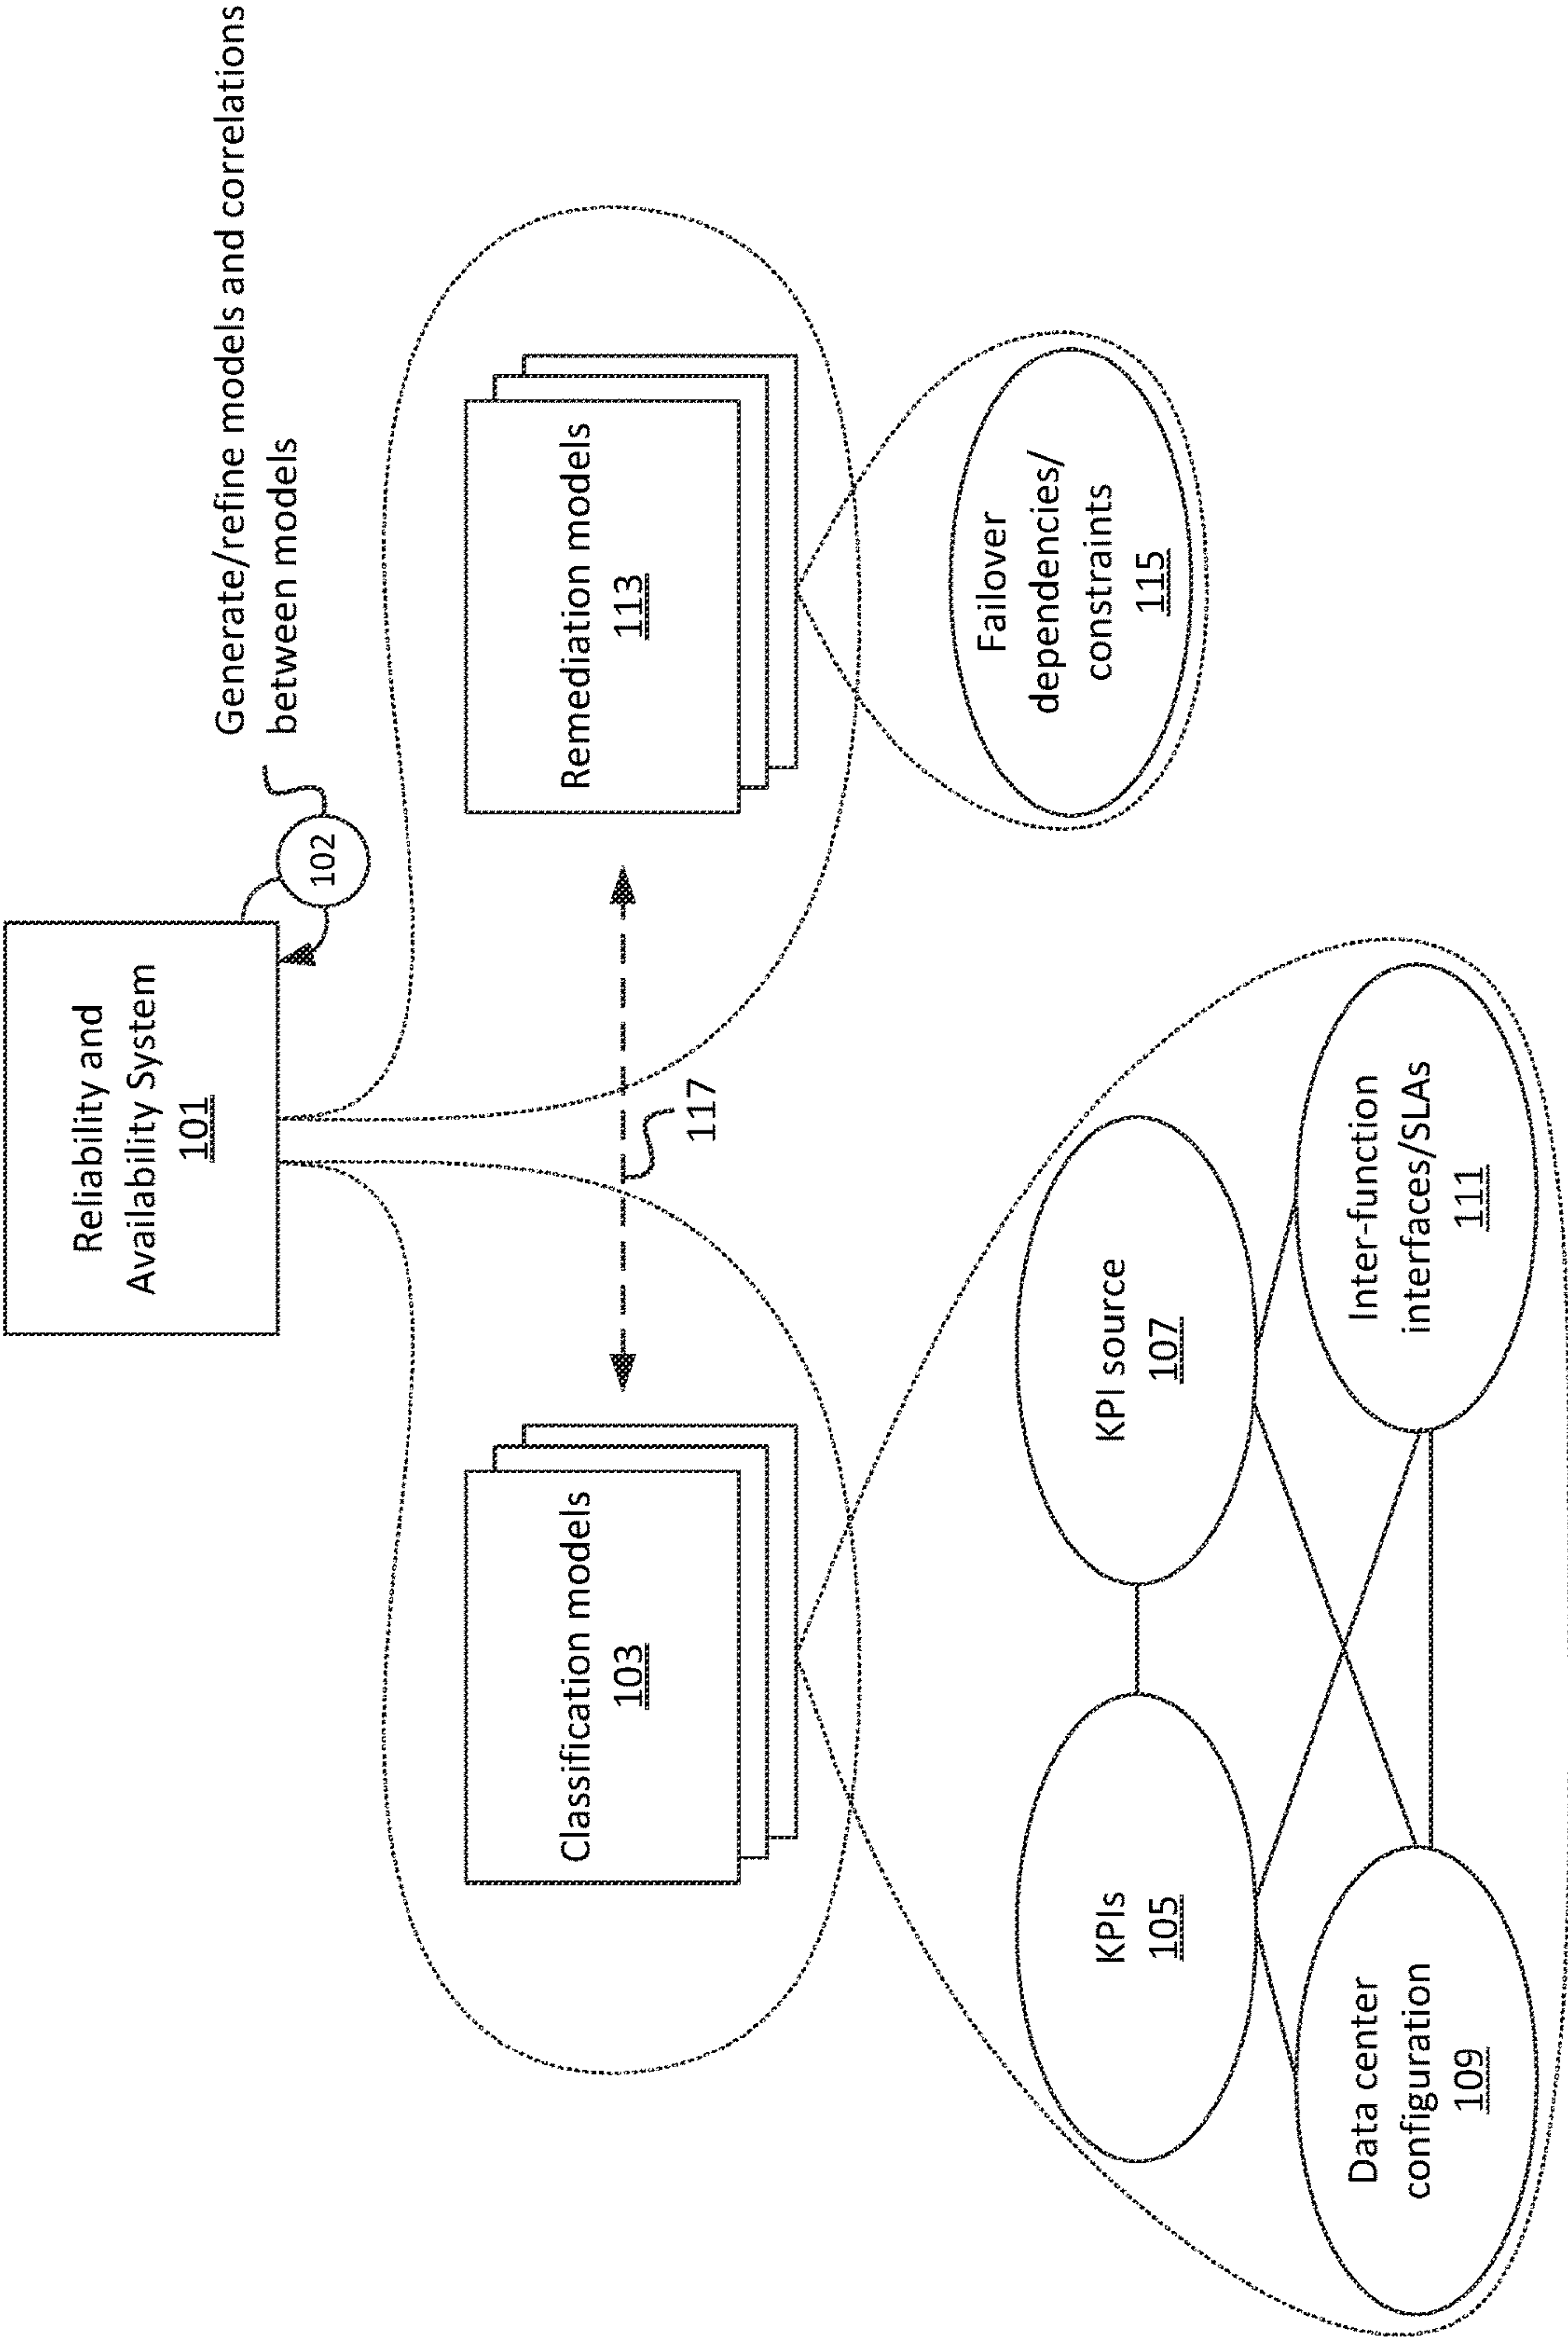 Reliability and
Availability System
101
102
Generate/refine models and correlations
between models
Classification models
103
Remediation models
113
117
KPIs
105
KPI source
107
Data center
configuration
109
Inter-function
interfaces/SLAs
111
Failover
dependencies/
constraints
115